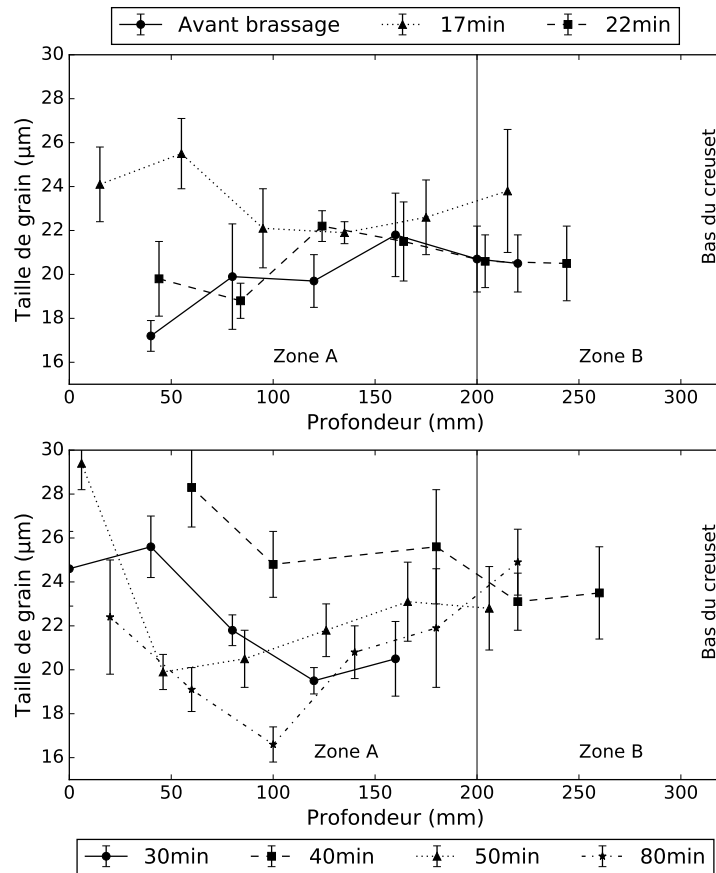 Avant brassage 17min 22min
30
28
26
24
22
20
18
16
Taille de grain (µm)
Zone A Zone B
Bas du creuset
0 50 100 150 200 250 300
Profondeur (mm)
30
28
26
24
22
20
18
16
Taille de grain (µm)
Zone A Zone B
Bas du creuset
0 50 100 150 200 250 300
Profondeur (mm)
30min 40min 50min 80min